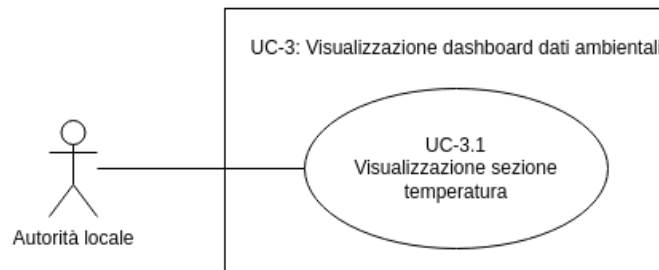 UC-3: Visualizzazione dashboard dati ambientali
UC-3.1
Visualizzazione sezione
temperatura
Autorità locale